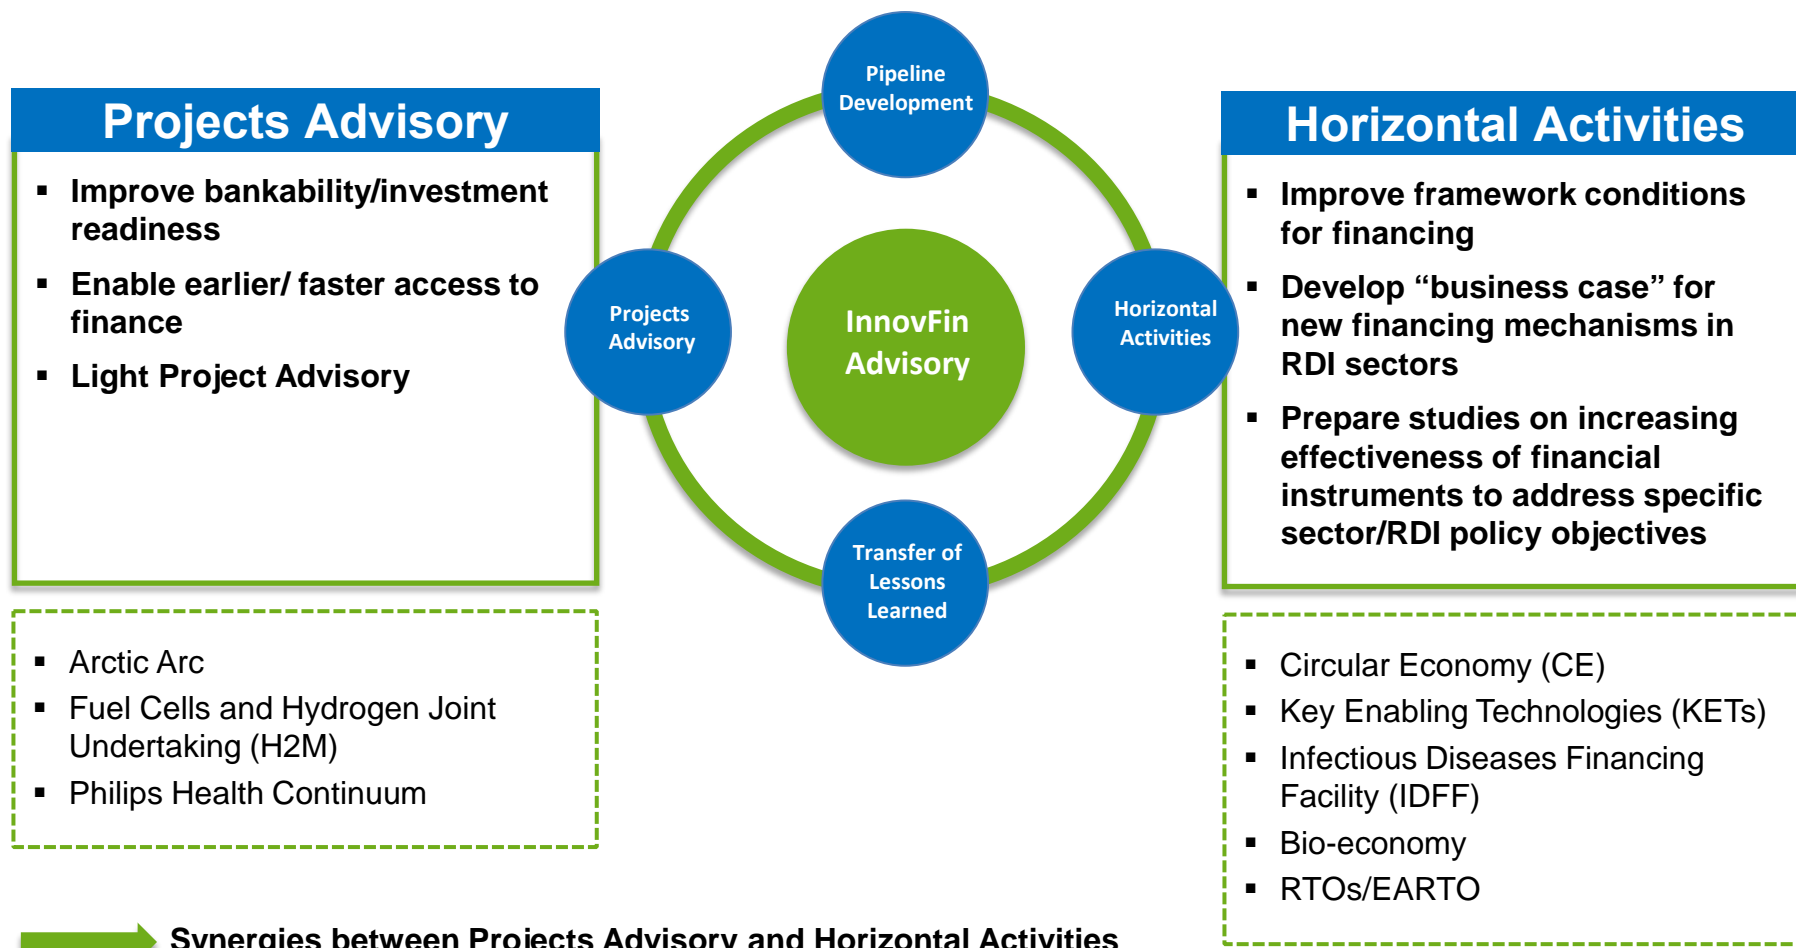 Projects Advisory
▪ Improve bankability/investment
readiness
▪ Enable earlier/ faster access to
finance
▪ Light Project Advisory
▪ Arctic Arc
▪ Fuel Cells and Hydrogen Joint
Undertaking (H2M)
▪ Philips Health Continuum
Pipeline
Development
Projects
Advisory
InnovFin
Advisory
Horizontal
Activities
Transfer of
Lessons
Learned
Horizontal Activities
▪ Improve framework conditions
for financing
▪ Develop “business case” for
new financing mechanisms in
RDI sectors
▪ Prepare studies on increasing
effectiveness of financial
instruments to address specific
sector/RDI policy objectives
▪ Circular Economy (CE)
▪ Key Enabling Technologies (KETs)
▪ Infectious Diseases Financing
Facility (IDFF)
▪ Bio-economy
▪ RTOs/EARTO
Synergies between Projects Advisory and Horizontal Activities